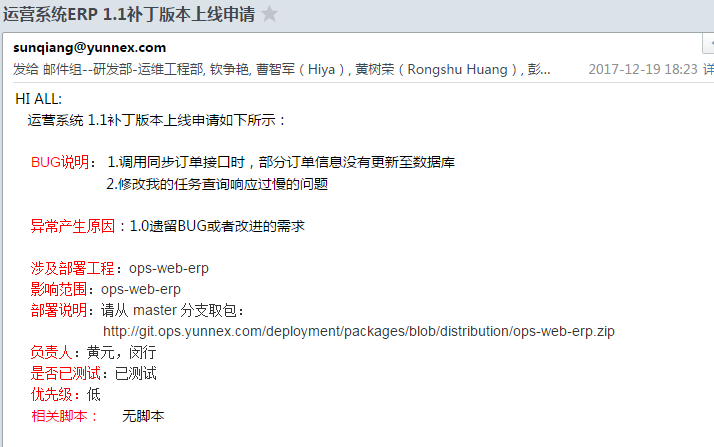 运营系统ERP 1.1补丁版本上线申请
sunqiang@yunnex.com
发给 邮件组--研发部-运维工程部, 钦争艳, 曹智军（Hiya）, 黄树荣（Rongshu Huang）, 彭... 2017-12-19 18:23 详
HI ALL:
运营系统 1.1补丁版本上线申请如下所示：
BUG说明： 1.调用同步订单接口时，部分订单信息没有更新至数据库
2.修改我的任务查询响应过慢的问题
异常产生原因：1.0遗留BUG或者改进的需求
涉及部署工程：ops-web-erp
影响范围：ops-web-erp
部署说明：请从 master 分支取包：
http://git.ops.yunnex.com/deployment/packages/blob/distribution/ops-web-erp.zip
负责人：黄元，闵行
是否已测试：已测试
优先级：低
相关脚本： 无脚本